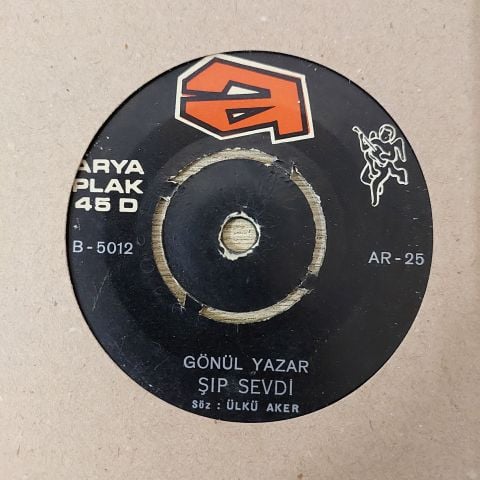 ARYA
PLAK
45 D
B-5012
AR-25
GÖNÜL YAZAR
ŞIP SEVDİ
SÖZ : ÜLKÜ AKER